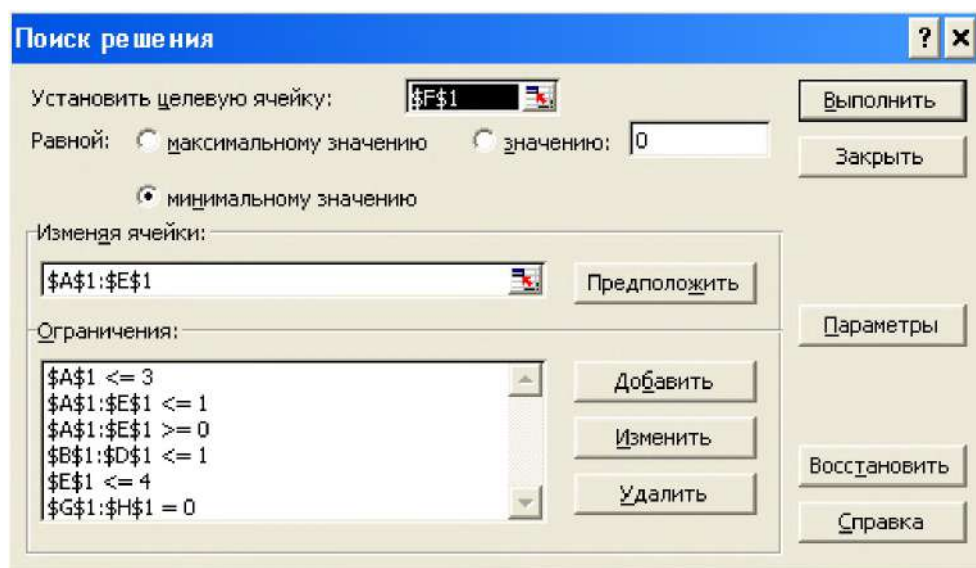 Поиск решения
Установить целевую ячейку: $F$1
Выполнить
Равной: максимальному значению значению: 0
Закрыть
минимальному значению
Изменяя ячейки:
$A$1:$E$1
Предположить
Параметры
Ограничения:
$A$1 <= 3
$A$1:$E$1 <= 1
$A$1:$E$1 >= 0
$B$1:$D$1 <= 1
$E$1 <= 4
$G$1:$H$1 = 0
Добавить
Изменить
Удалить
Восстановить
Справка